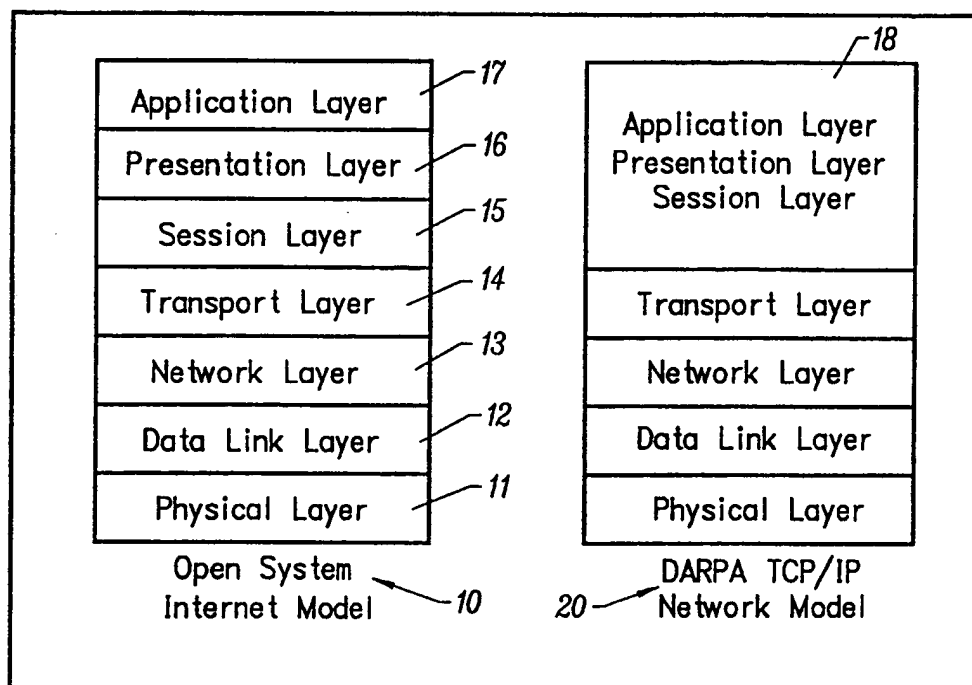 17
Application Layer
16
Presentation Layer
15
Session Layer
14
Transport Layer
13
Network Layer
12
Data Link Layer
11
Physical Layer
Open System
Internet Model
10
18
Application Layer
Presentation Layer
Session Layer
Transport Layer
Network Layer
Data Link Layer
Physical Layer
DARPA TCP/IP
Network Model
20